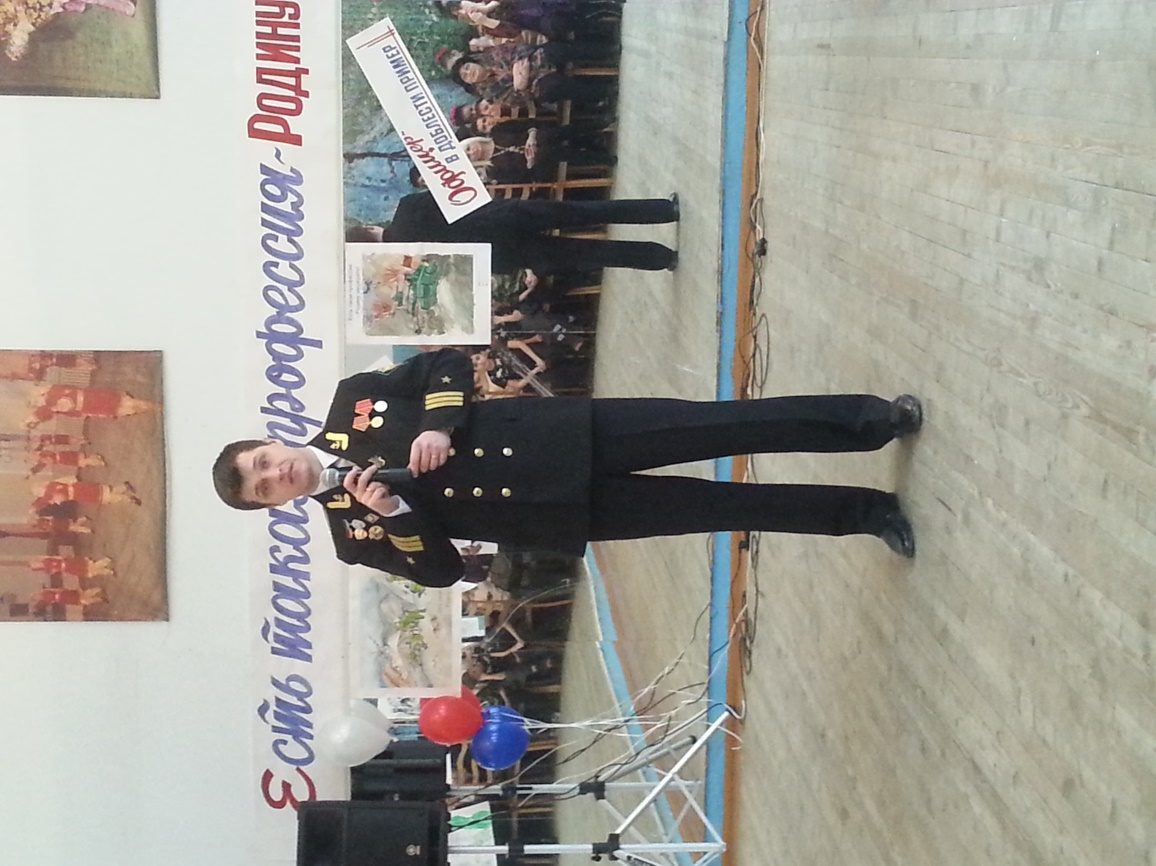 Есть такая профессия - Родину
Офицер-
в доблести пример